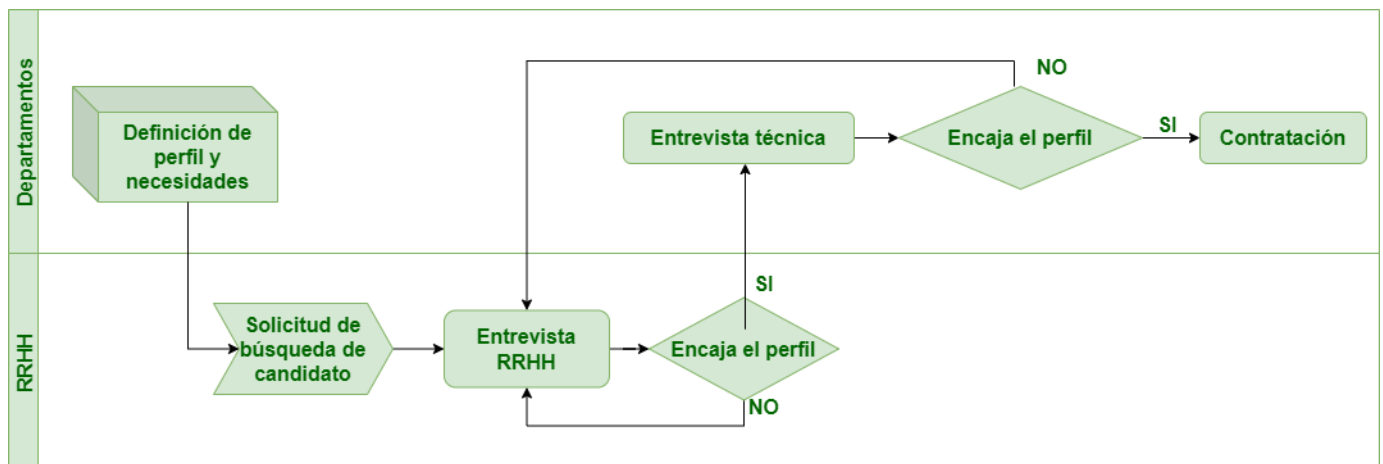 Departamentos
Definición de
perfil y
necesidades
Entrevista técnica
Encaja el perfil
NO
SI
Contratación
RRHH
Solicitud de
búsqueda de
candidato
Entrevista
RRHH
Encaja el perfil
SI
NO